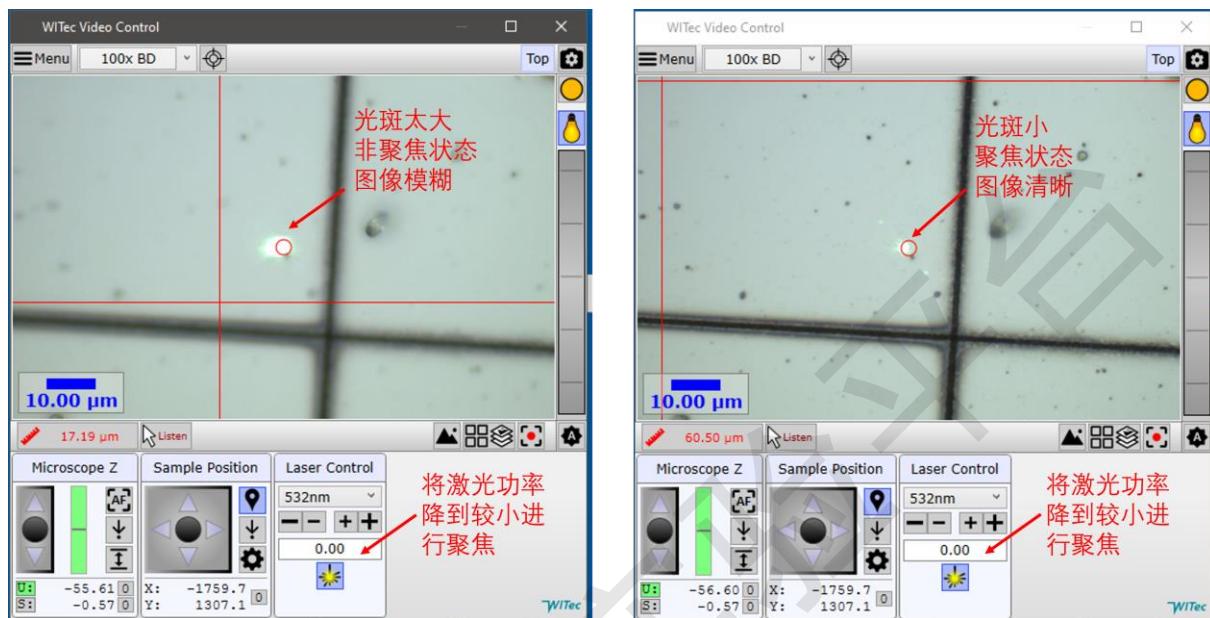 WITec Video Control
Menu 100x BD Top
光斑太大
非聚焦状态
图像模糊
10.00 μm
17.19 μm Listen A
Microscope Z Sample Position Laser Control
AF
532nm
0.00
将激光功率
降到较小进
行聚焦
U: -55.61 0 X: -1759.7
S: -0.57 0 Y: 1307.1 0
WITec
WITec Video Control
Menu 100x BD Top
光斑小
聚焦状态
图像清晰
10.00 μm
60.50 μm Listen A
Microscope Z Sample Position Laser Control
AF
532nm
0.00
将激光功率
降到较小进
行聚焦
U: -56.60 0 X: -1759.7
S: -0.57 0 Y: 1307.1 0
WITec